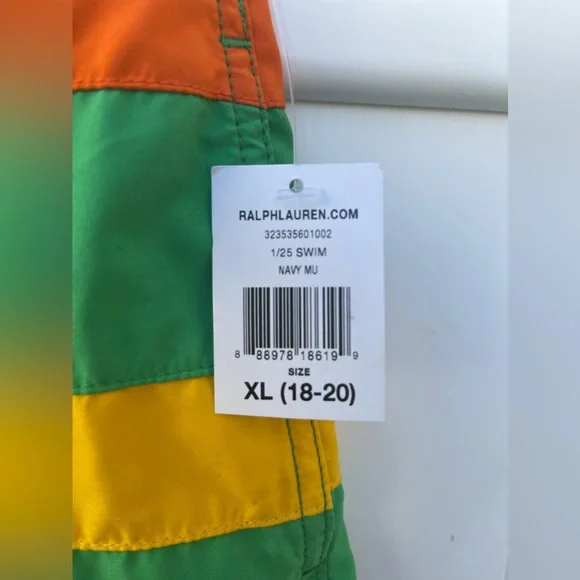 RALPHLAUREN.COM
323535601002
1/25 SWIM
NAVY MU
8 88978 18619 9
SIZE
XL (18-20)